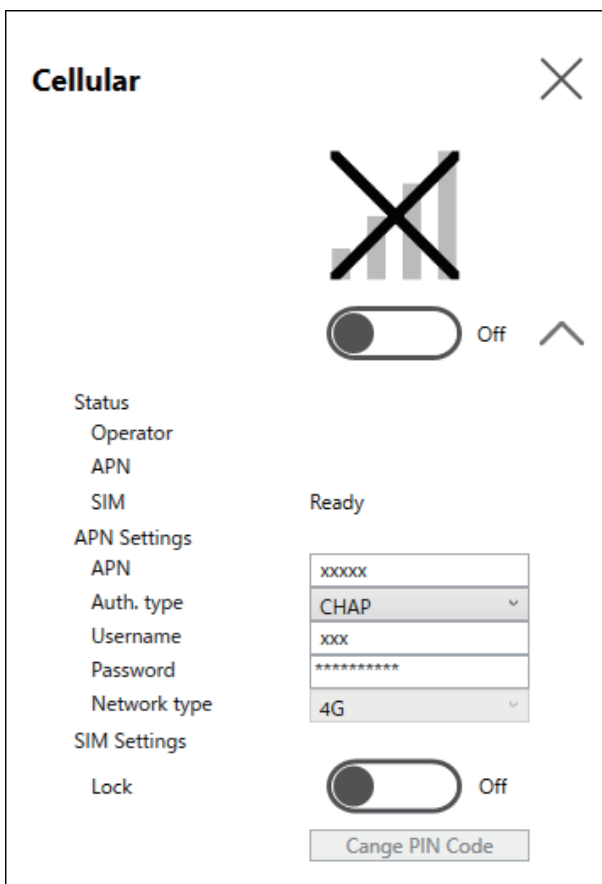 Cellular
Off
Status
Operator
APN
SIM Ready
APN Settings
APN xxxxx
Auth. type CHAP
Username xxx
Password **********
Network type 4G
SIM Settings
Lock Off
Cange PIN Code